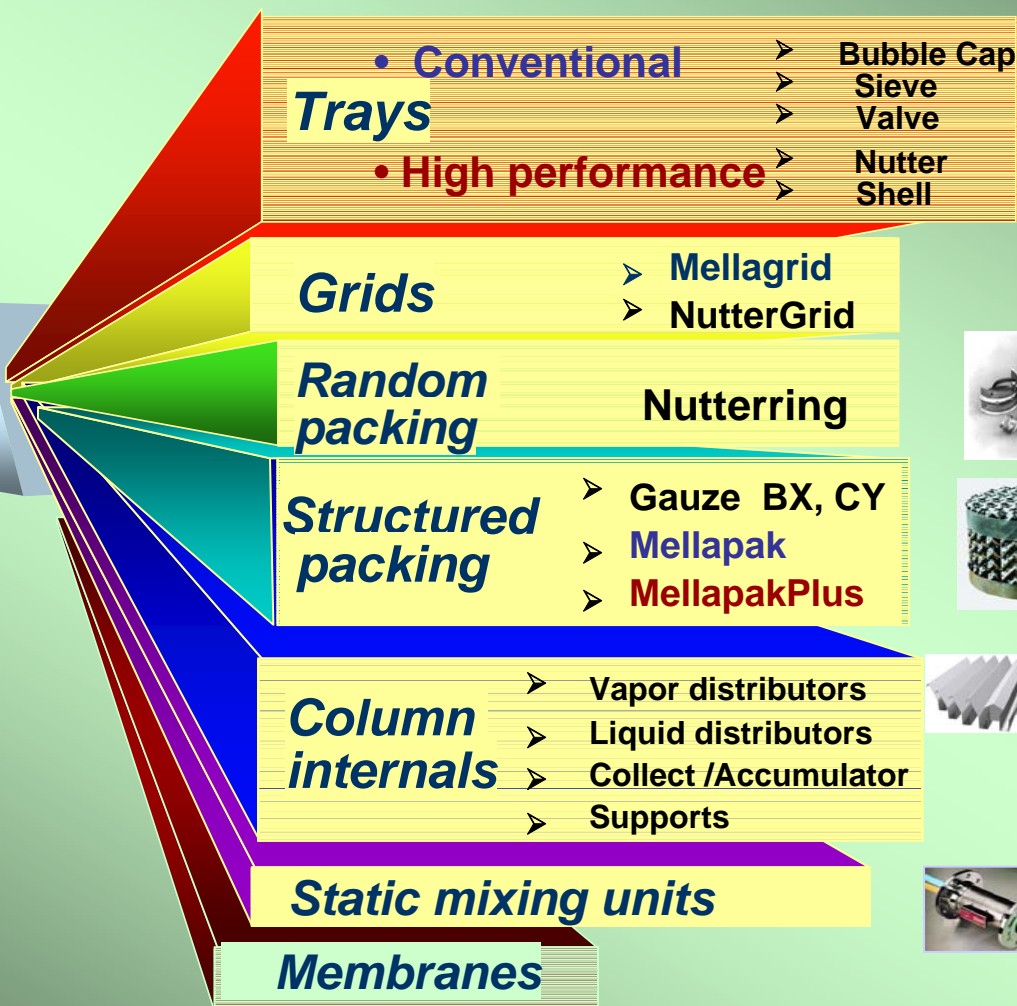 • Conventional
Trays
• High performance
➢ Bubble Cap
➢ Sieve
➢ Valve
➢ Nutter
➢ Shell
Grids
➢ Mellagrid
➢ NutterGrid
Random
packing
Nutterring
Structured
packing
➢ Gauze BX, CY
➢ Mellapak
➢ MellapakPlus
Column
internals
➢ Vapor distributors
➢ Liquid distributors
➢ Collect /Accumulator
➢ Supports
Static mixing units
Membranes